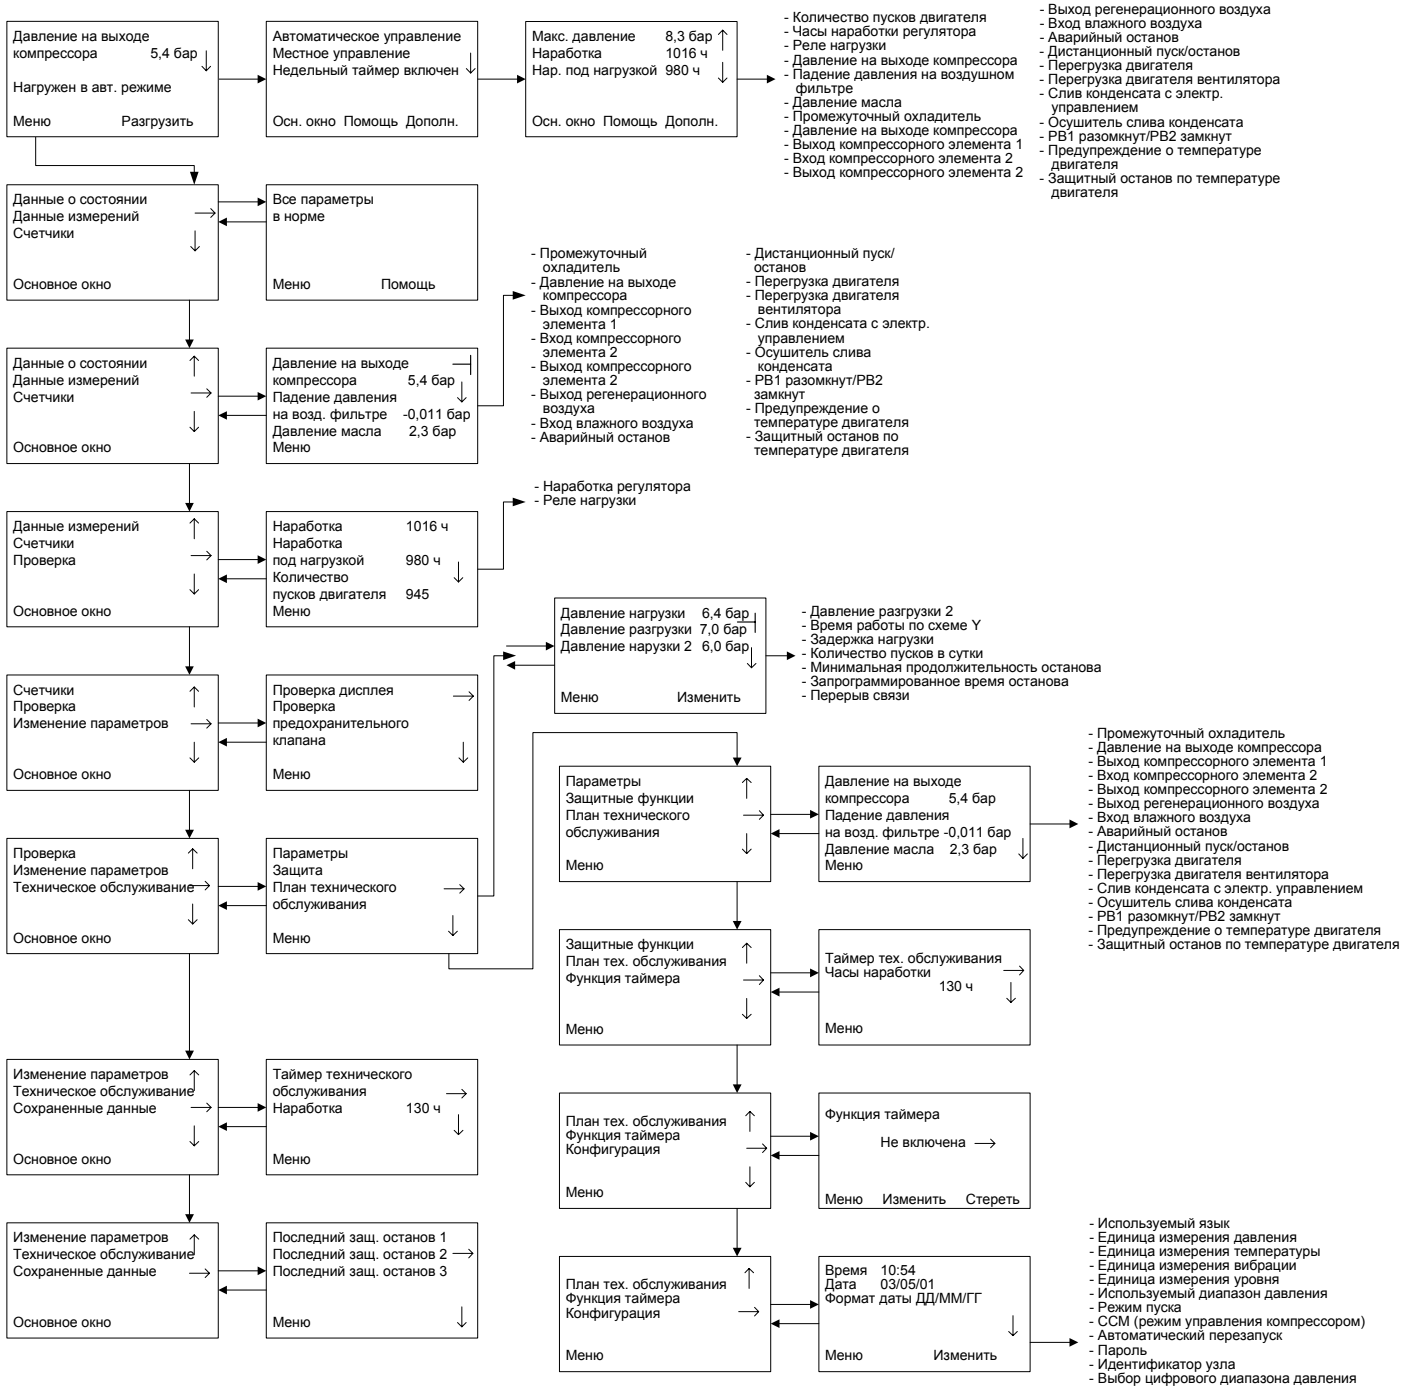 Давление на выходе
компрессора 5,4 бар
Нагружен в авт. режиме
Меню Разгрузить
Автоматическое управление
Местное управление
Недельный таймер включен
Осн. окно Помощь Дополн.
Макс. давление 8,3 бар
Наработка 1016 ч
Нар. под нагрузкой 980 ч
Осн. окно Помощь Дополн.
- Количество пусков двигателя
- Часы наработки регулятора
- Реле нагрузки
- Давление на выходе компрессора
- Падение давления на воздушном
фильтре
- Давление масла
- Промежуточный охладитель
- Давление на выходе компрессора
- Выход компрессорного элемента 1
- Вход компрессорного элемента 2
- Выход компрессорного элемента 2
- Выход регенерационного воздуха
- Вход влажного воздуха
- Аварийный останов
- Дистанционный пуск/останов
- Перегрузка двигателя
- Перегрузка двигателя вентилятора
- Слив конденсата с электр.
управлением
- Осушитель слива конденсата
- РВ1 разомкнут/РВ2 замкнут
- Предупреждение о температуре
двигателя
- Защитный останов по температуре
двигателя
Данные о состоянии
Данные измерений
Счетчики
Основное окно
Все параметры
в норме
Меню Помощь
Данные о состоянии
Данные измерений
Счетчики
Основное окно
Давление на выходе
компрессора 5,4 бар
Падение давления
на возд. фильтре -0,011 бар
Давление масла 2,3 бар
Меню
- Промежуточный
охладитель
- Давление на выходе
компрессора
- Выход компрессорного
элемента 1
- Вход компрессорного
элемента 2
- Выход компрессорного
элемента 2
- Выход регенерационного
воздуха
- Вход влажного воздуха
- Аварийный останов
- Дистанционный пуск/
останов
- Перегрузка двигателя
- Перегрузка двигателя
вентилятора
- Слив конденсата с электр.
управлением
- Осушитель слива
конденсата
- РВ1 разомкнут/РВ2
замкнут
- Предупреждение о
температуре двигателя
- Защитный останов по
температуре двигателя
Данные измерений
Счетчики
Проверка
Основное окно
Наработка 1016 ч
Наработка
под нагрузкой 980 ч
Количество
пусков двигателя 945
Меню
- Наработка регулятора
- Реле нагрузки
Счетчики
Проверка
Изменение параметров
Основное окно
Проверка дисплея
Проверка
предохранительного
клапана
Меню
Давление нагрузки 6,4 бар
Давление разгрузки 7,0 бар
Давление нарузки 2 6,0 бар
Меню Изменить
- Давление разгрузки 2
- Время работы по схеме Y
- Задержка нагрузки
- Количество пусков в сутки
- Минимальная продолжительность останова
- Запрограммированное время останова
- Перерыв связи
Проверка
Изменение параметров
Техническое обслуживание
Основное окно
Параметры
Защита
План технического
обслуживания
Меню
Параметры
Защитные функции
План технического
обслуживания
Меню
Давление на выходе
компрессора 5,4 бар
Падение давления
на возд. фильтре -0,011 бар
Давление масла 2,3 бар
Меню
- Промежуточный охладитель
- Давление на выходе компрессора
- Выход компрессорного элемента 1
- Вход компрессорного элемента 2
- Выход компрессорного элемента 2
- Выход регенерационного воздуха
- Вход влажного воздуха
- Аварийный останов
- Дистанционный пуск/останов
- Перегрузка двигателя
- Перегрузка двигателя вентилятора
- Слив конденсата с электр. управлением
- Осушитель слива конденсата
- РВ1 разомкнут/РВ2 замкнут
- Предупреждение о температуре двигателя
- Защитный останов по температуре двигателя
Защитные функции
План тех. обслуживания
Функция таймера
Меню
Таймер тех. обслуживания
Часы наработки
130 ч
Меню
Изменение параметров
Техническое обслуживание
Сохраненные данные
Основное окно
Таймер технического
обслуживания
Наработка 130 ч
Меню
План тех. обслуживания
Функция таймера
Конфигурация
Меню
Функция таймера
Не включена
Меню Изменить Стереть
Изменение параметров
Техническое обслуживание
Сохраненные данные
Основное окно
Последний защ. останов 1
Последний защ. останов 2
Последний защ. останов 3
Меню
План тех. обслуживания
Функция таймера
Конфигурация
Меню
Время 10:54
Дата 03/05/01
Формат даты ДД/ММ/ГГ
Меню Изменить
- Используемый язык
- Единица измерения давления
- Единица измерения температуры
- Единица измерения вибрации
- Единица измерения уровня
- Используемый диапазон давления
- Режим пуска
- ССМ (режим управления компрессором)
- Автоматический перезапуск
- Пароль
- Идентификатор узла
- Выбор цифрового диапазона давления